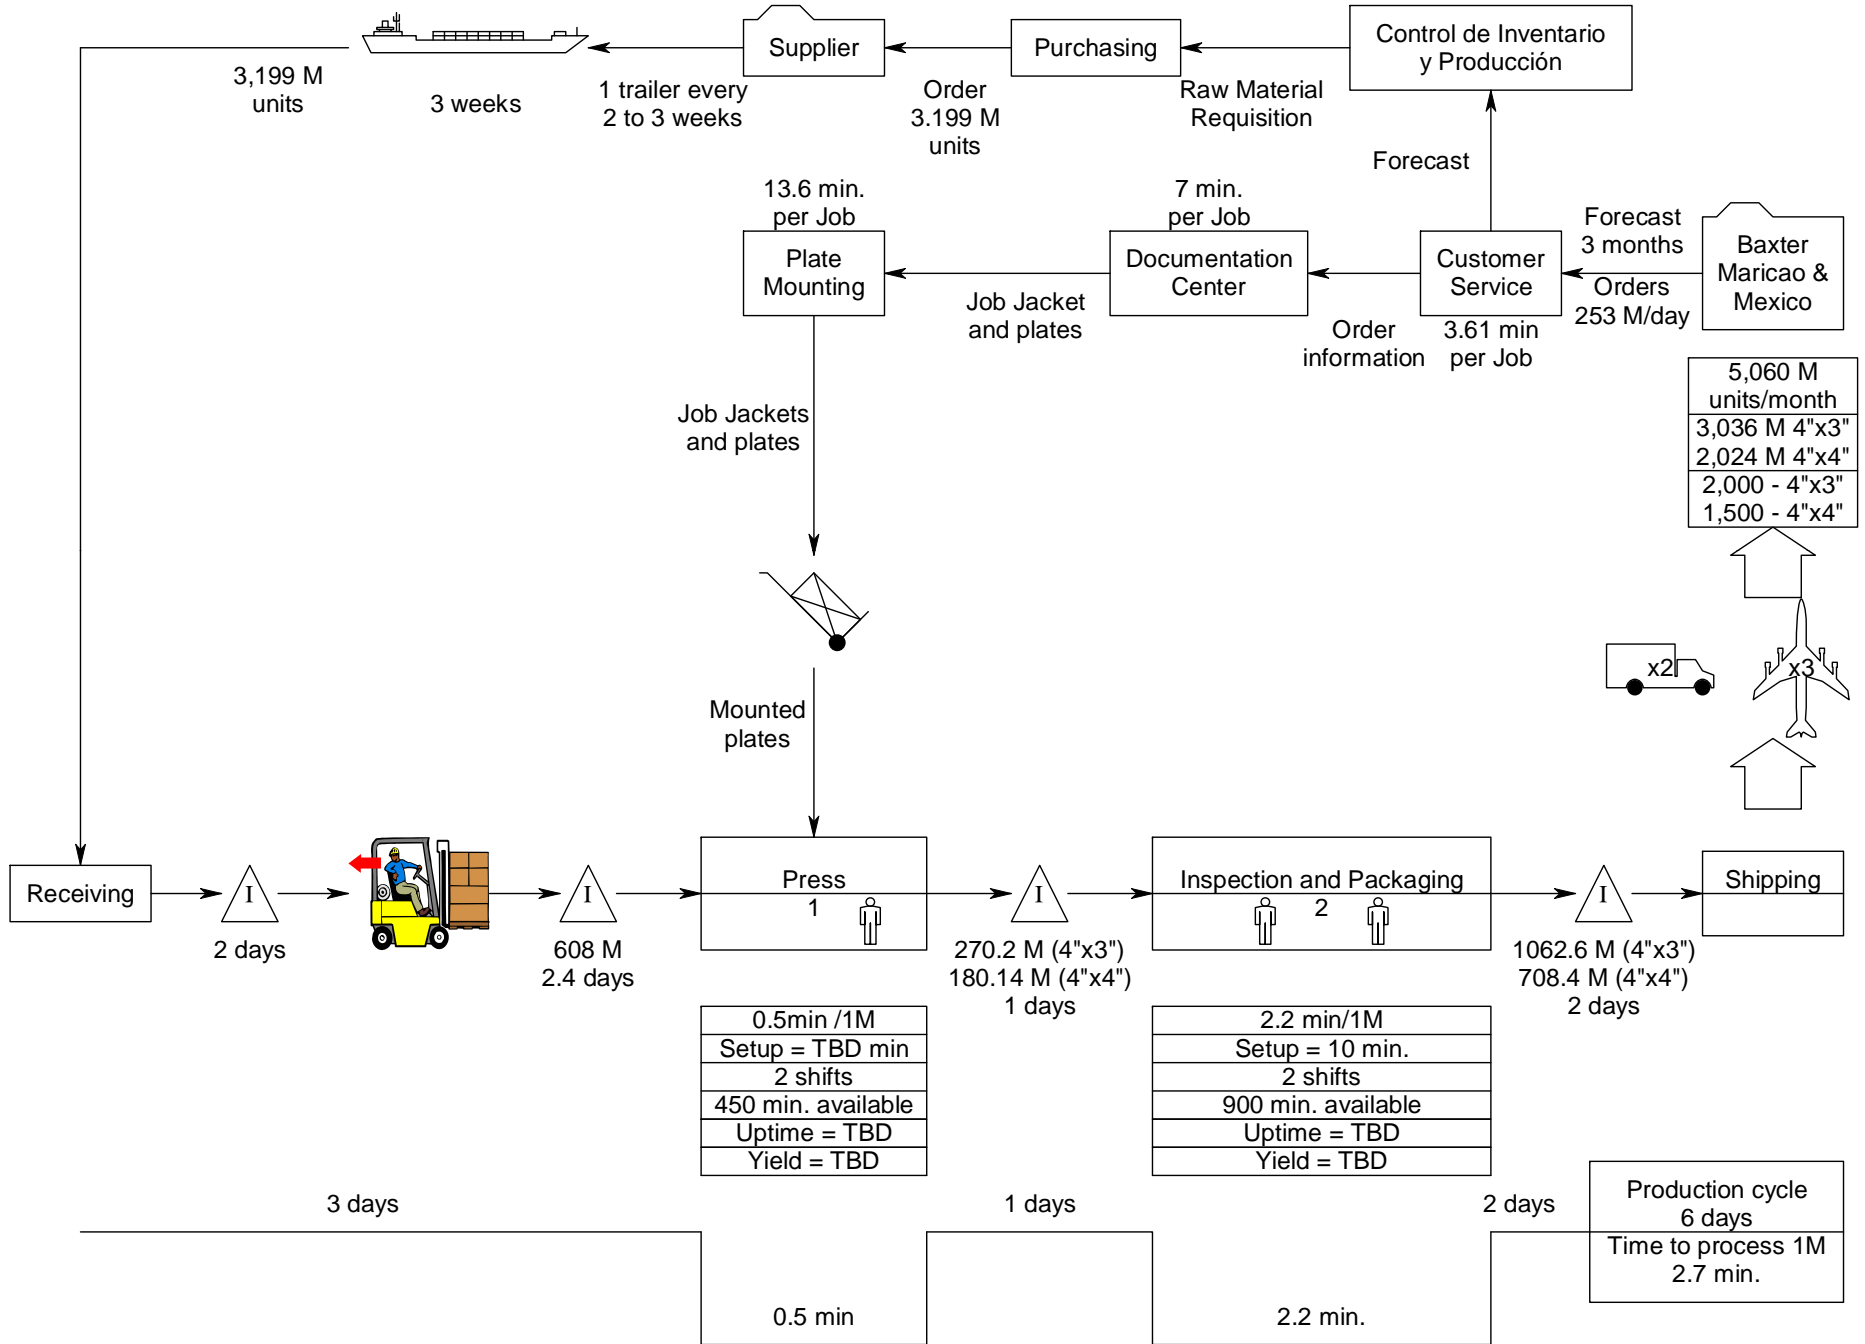 Supplier
Purchasing
Control de Inventario
y Producción
3,199 M
units
3 weeks
1 trailer every
2 to 3 weeks
Order
3.199 M
units
Raw Material
Requisition
Forecast
13.6 min.
per Job
7 min.
per Job
Forecast
3 months
Plate
Mounting
Documentation
Center
Customer
Service
Baxter
Maricao &
Mexico
Orders
253 M/day
Job Jacket
and plates
Order
information
3.61 min
per Job
5,060 M
units/month
3,036 M 4"x3"
2,024 M 4"x4"
2,000 - 4"x3"
1,500 - 4"x4"
Job Jackets
and plates
x2
x3
Mounted
plates
Receiving
I
I
Press
1
I
Inspection and Packaging
2
I
Shipping
2 days
608 M
2.4 days
270.2 M (4"x3")
180.14 M (4"x4")
1 days
1062.6 M (4"x3")
708.4 M (4"x4")
2 days
0.5min /1M
Setup = TBD min
2 shifts
450 min. available
Uptime = TBD
Yield = TBD
2.2 min/1M
Setup = 10 min.
2 shifts
900 min. available
Uptime = TBD
Yield = TBD
3 days
1 days
2 days
Production cycle
6 days
Time to process 1M
2.7 min.
0.5 min
2.2 min.